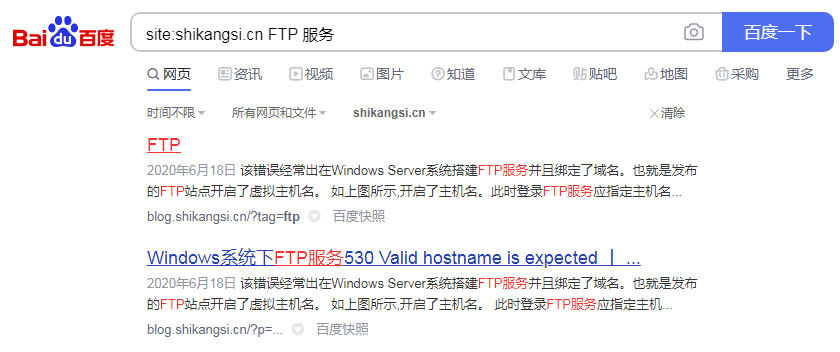 Bai du 百度 site:shikangsi.cn FTP 服务 百度一下
网页 资讯 视频 图片 知道 文库 贴吧 地图 采购 更多
时间不限 所有网页和文件 shikangsi.cn 清除
FTP
2020年6月18日 该错误经常出在Windows Server系统搭建FTP服务并且绑定了域名。也就是发布
的FTP站点开启了虚拟主机名。 如上图所示,开启了主机名。此时登录FTP服务应指定主机名...
blog.shikangsi.cn/?tag=ftp 百度快照
Windows系统下FTP服务530 Valid hostname is expected | ...
2020年6月18日 该错误经常出在Windows Server系统搭建FTP服务并且绑定了域名。也就是发布
的FTP站点开启了虚拟主机名。 如上图所示,开启了主机名。 此时登录FTP服务应指定主机...
blog.shikangsi.cn/?p=... 百度快照